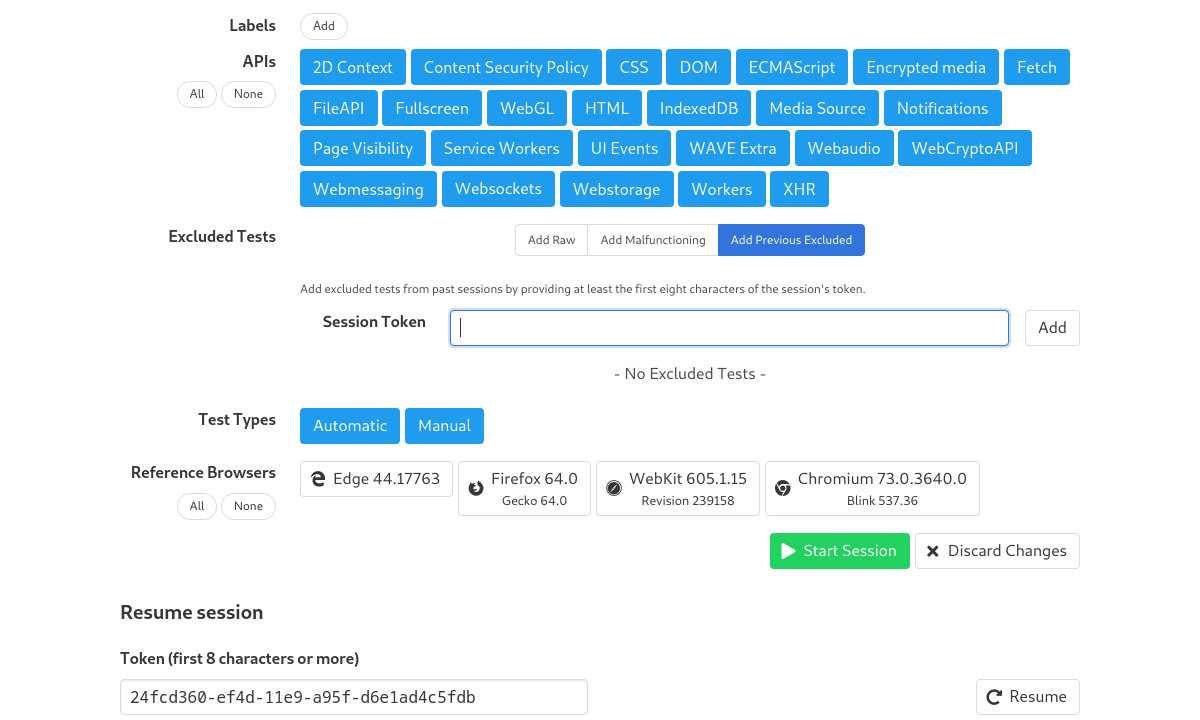 Labels Add
APIs
All None
2D Context Content Security Policy CSS DOM ECMAScript Encrypted media Fetch
FileAPI Fullscreen WebGL HTML IndexedDB Media Source Notifications
Page Visibility Service Workers UI Events WAVE Extra Webaudio WebCryptoAPI
Webmessaging Websockets Webstorage Workers XHR
Excluded Tests Add Raw Add Malfunctioning Add Previous Excluded
Add excluded tests from past sessions by providing at least the first eight characters of the session's token.
Session Token Add
- No Excluded Tests -
Test Types Automatic Manual
Reference Browsers
All None
Edge 44.17763 Firefox 64.0 WebKit 605.1.15 Chromium 73.0.3640.0
Gecko 64.0 Revision 239158 Blink 537.36
Start Session Discard Changes
Resume session
Token (first 8 characters or more)
24fcd360-ef4d-11e9-a95f-d6e1ad4c5fdb Resume